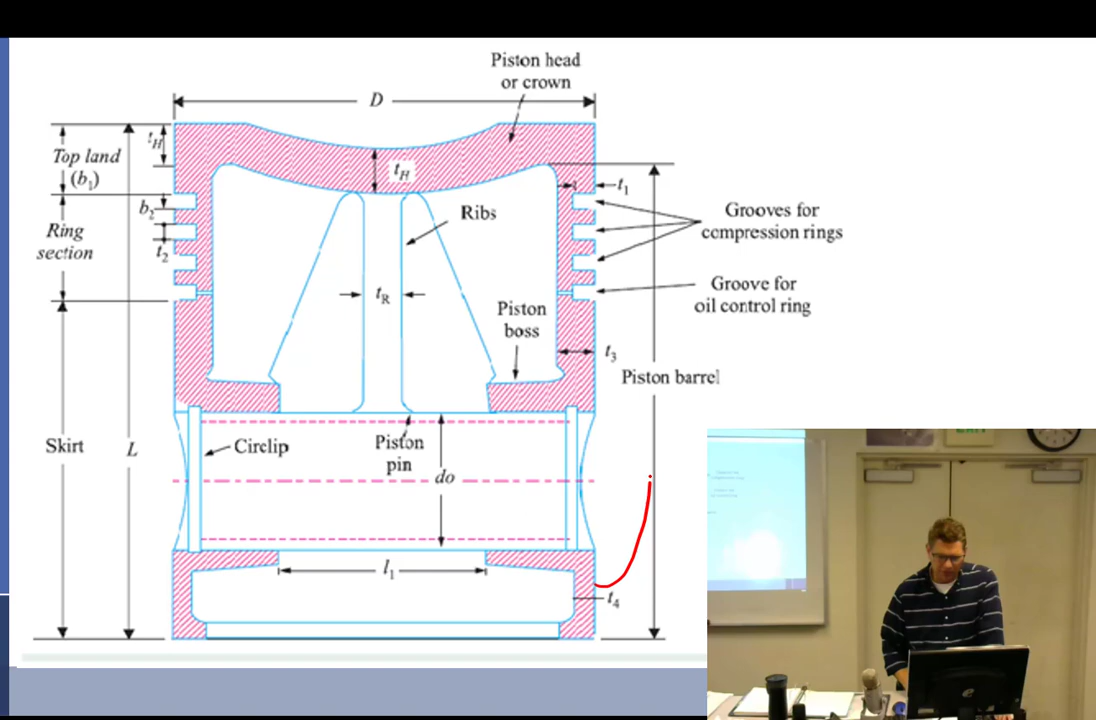 Piston head
or crown
D
tH
Top land
(b1)
tH
t1
b2
Ribs
Grooves for
compression rings
Ring
section
t2
Groove for
oil control ring
tR
Piston
boss
t3
Piston barrel
Skirt
L
Circlip
Piston
pin
do
l1
t4
EXIT